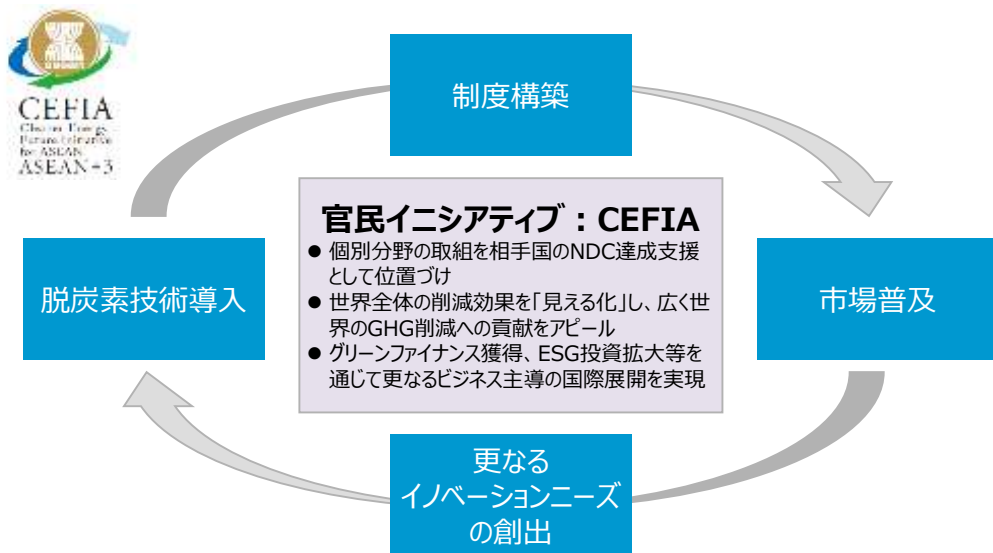 CEFIA
Cleaner Energy
Future Initiative
for ASEAN
ASEAN+3
制度構築
官民イニシアティブ：CEFIA
● 個別分野の取組を相手国のNDC達成支援
として位置づけ
● 世界全体の削減効果を「見える化」し、広く世
界のGHG削減への貢献をアピール
● グリーンファイナンス獲得、ESG投資拡大等を
通じて更なるビジネス主導の国際展開を実現
脱炭素技術導入
市場普及
更なる
イノベーションニーズ
の創出